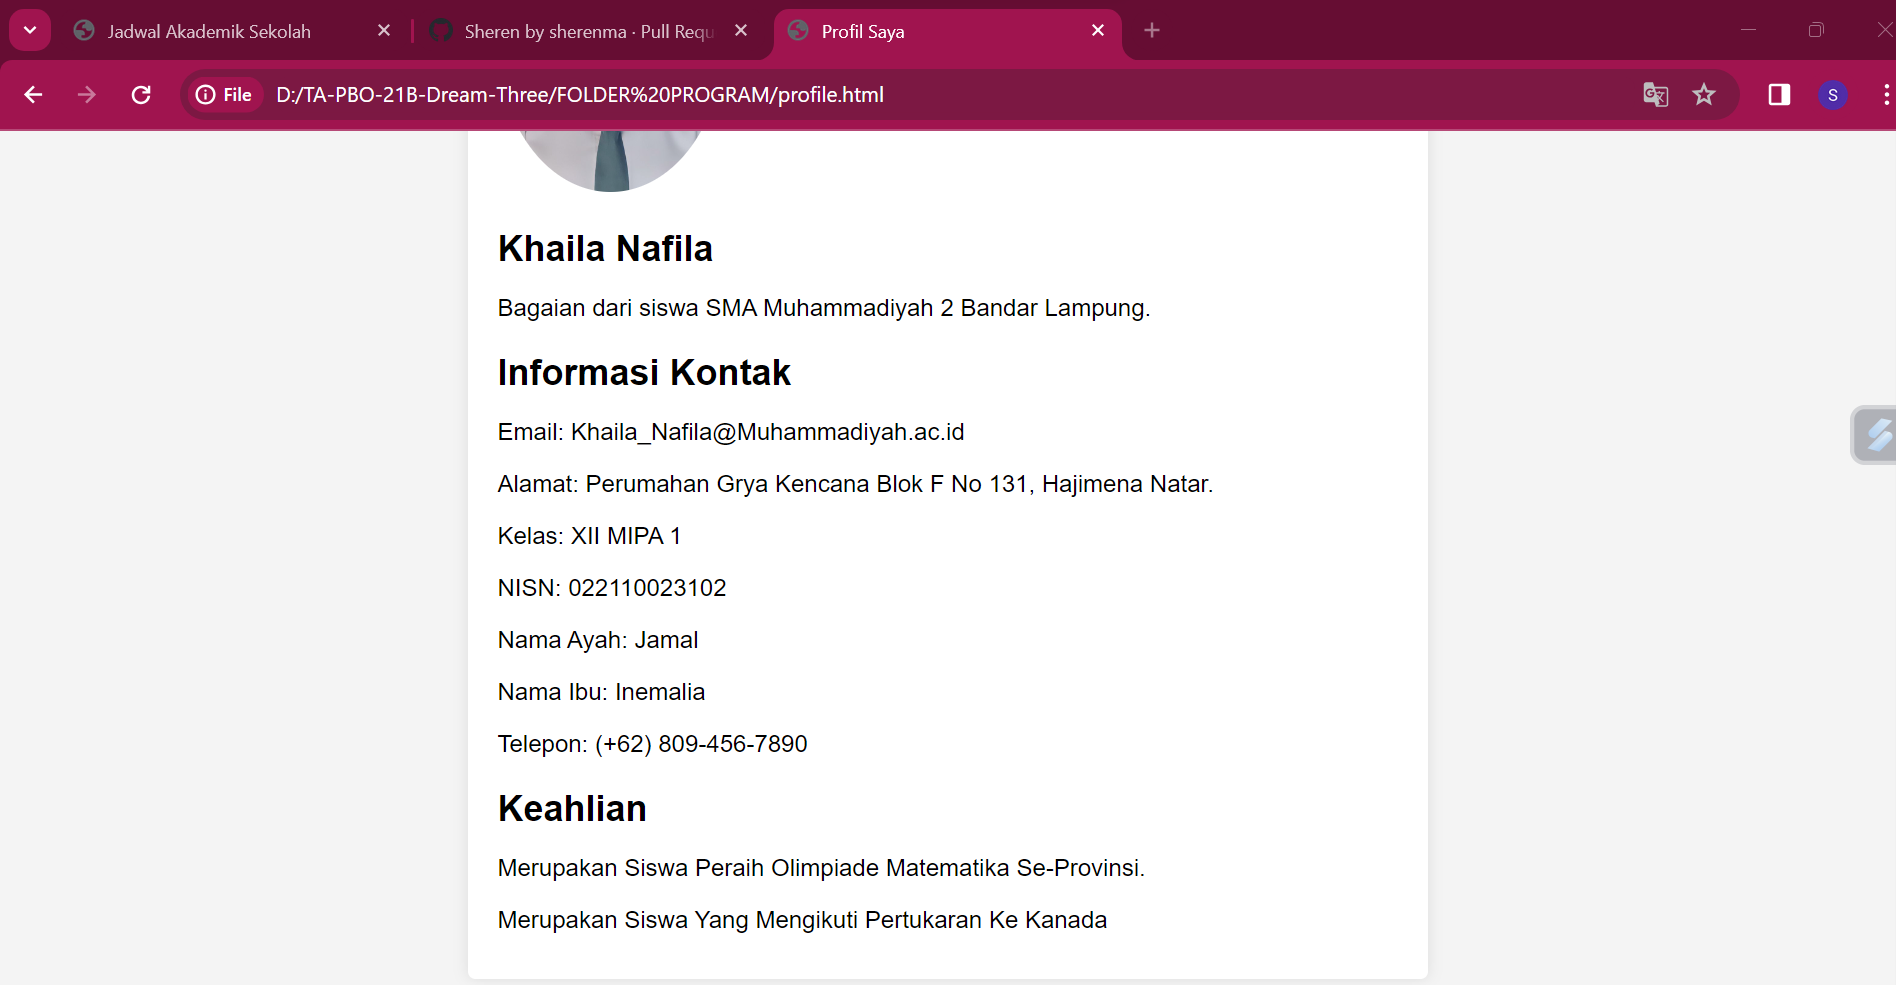 Jadwal Akademik Sekolah
Sheren by sherenma · Pull Requ
Profil Saya
File D:/TA-PBO-21B-Dream-Three/FOLDER%20PROGRAM/profile.html
S
Khaila Nafila
Bagaian dari siswa SMA Muhammadiyah 2 Bandar Lampung.
Informasi Kontak
Email: Khaila_Nafila@Muhammadiyah.ac.id
Alamat: Perumahan Grya Kencana Blok F No 131, Hajimena Natar.
Kelas: XII MIPA 1
NISN: 022110023102
Nama Ayah: Jamal
Nama Ibu: Inemalia
Telepon: (+62) 809-456-7890
Keahlian
Merupakan Siswa Peraih Olimpiade Matematika Se-Provinsi.
Merupakan Siswa Yang Mengikuti Pertukaran Ke Kanada